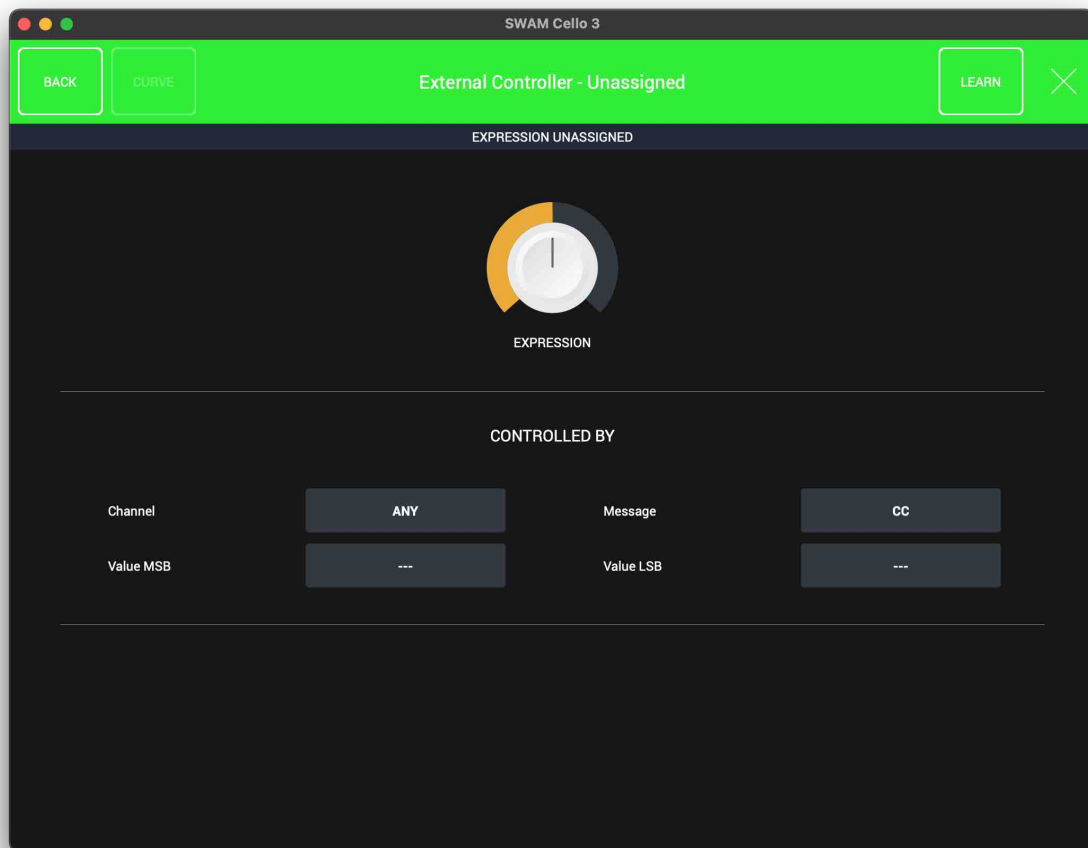 SWAM Cello 3
BACK CURVE External Controller - Unassigned LEARN
EXPRESSION UNASSIGNED
EXPRESSION
CONTROLLED BY
Channel ANY Message CC
Value MSB --- Value LSB ---